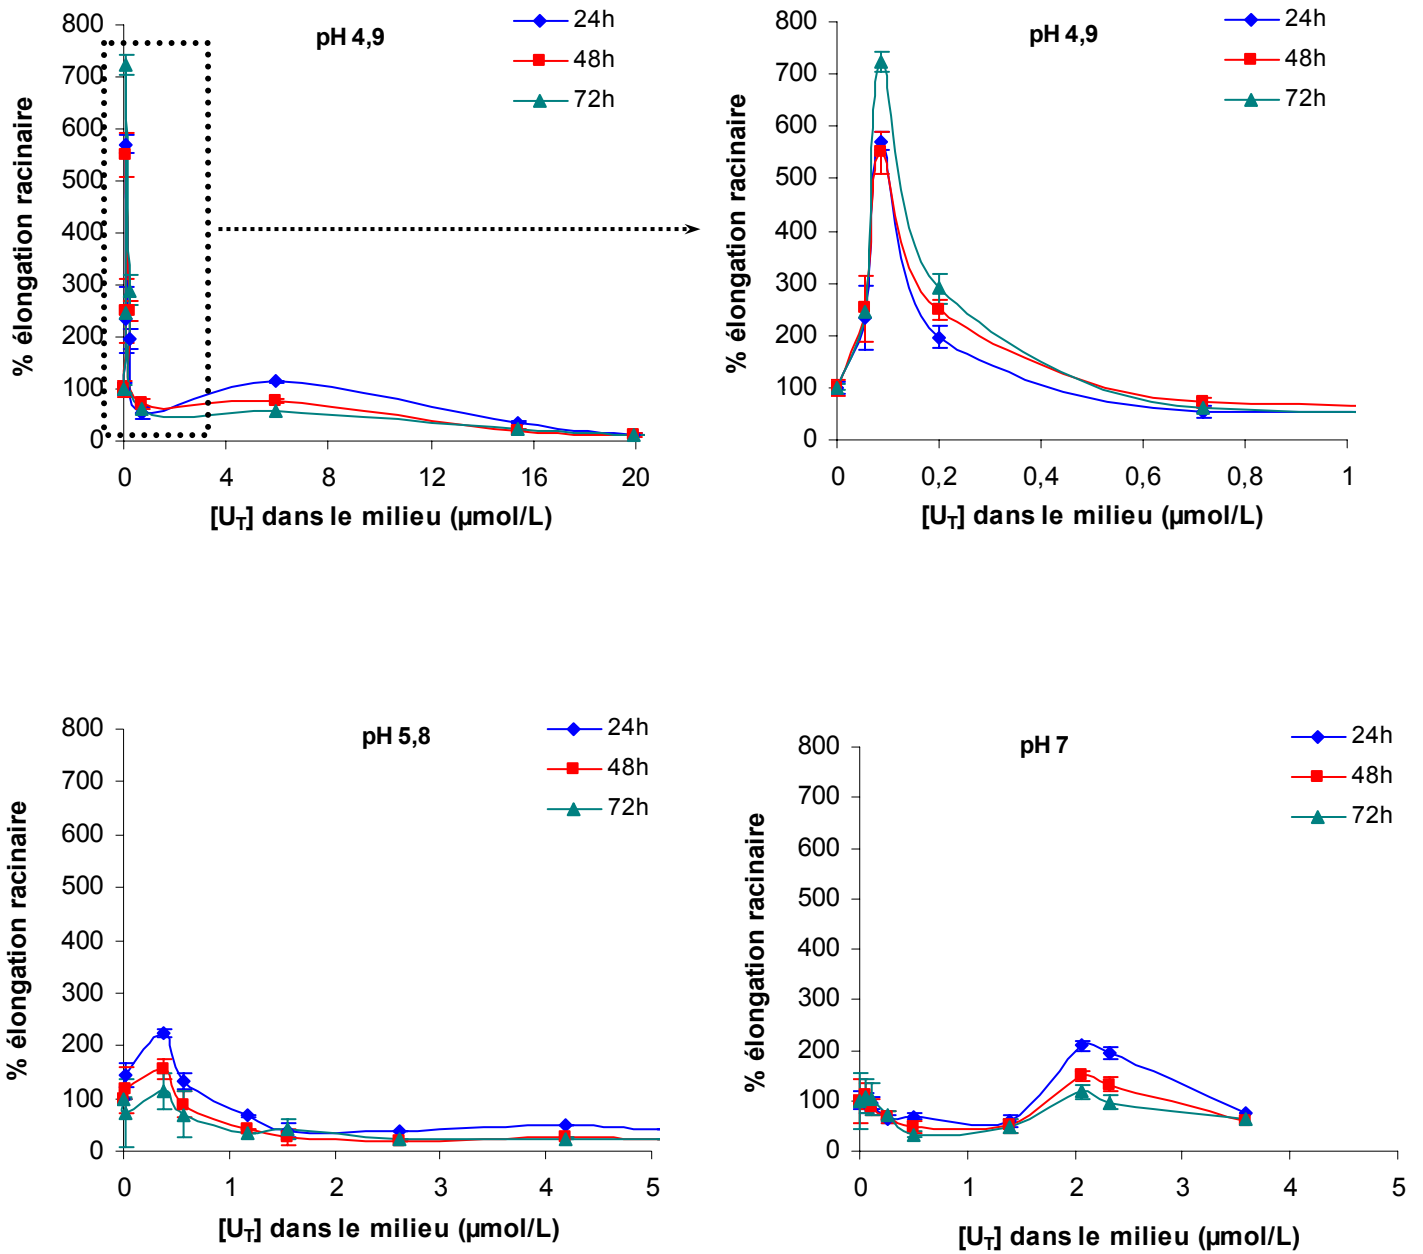 pH 4,9
24h
48h
72h
% élongation racinaire
800
700
600
500
400
300
200
100
0
0 4 8 12 16 20
[UT] dans le milieu (µmol/L)
pH 4,9
24h
48h
72h
% élongation racinaire
800
700
600
500
400
300
200
100
0
0 0,2 0,4 0,6 0,8 1
[UT] dans le milieu (µmol/L)
pH 5,8
24h
48h
72h
% élongation racinaire
800
700
600
500
400
300
200
100
0
0 1 2 3 4 5
[UT] dans le milieu (µmol/L)
pH 7
24h
48h
72h
% élongation racinaire
800
700
600
500
400
300
200
100
0
0 1 2 3 4 5
[UT] dans le milieu (µmol/L)